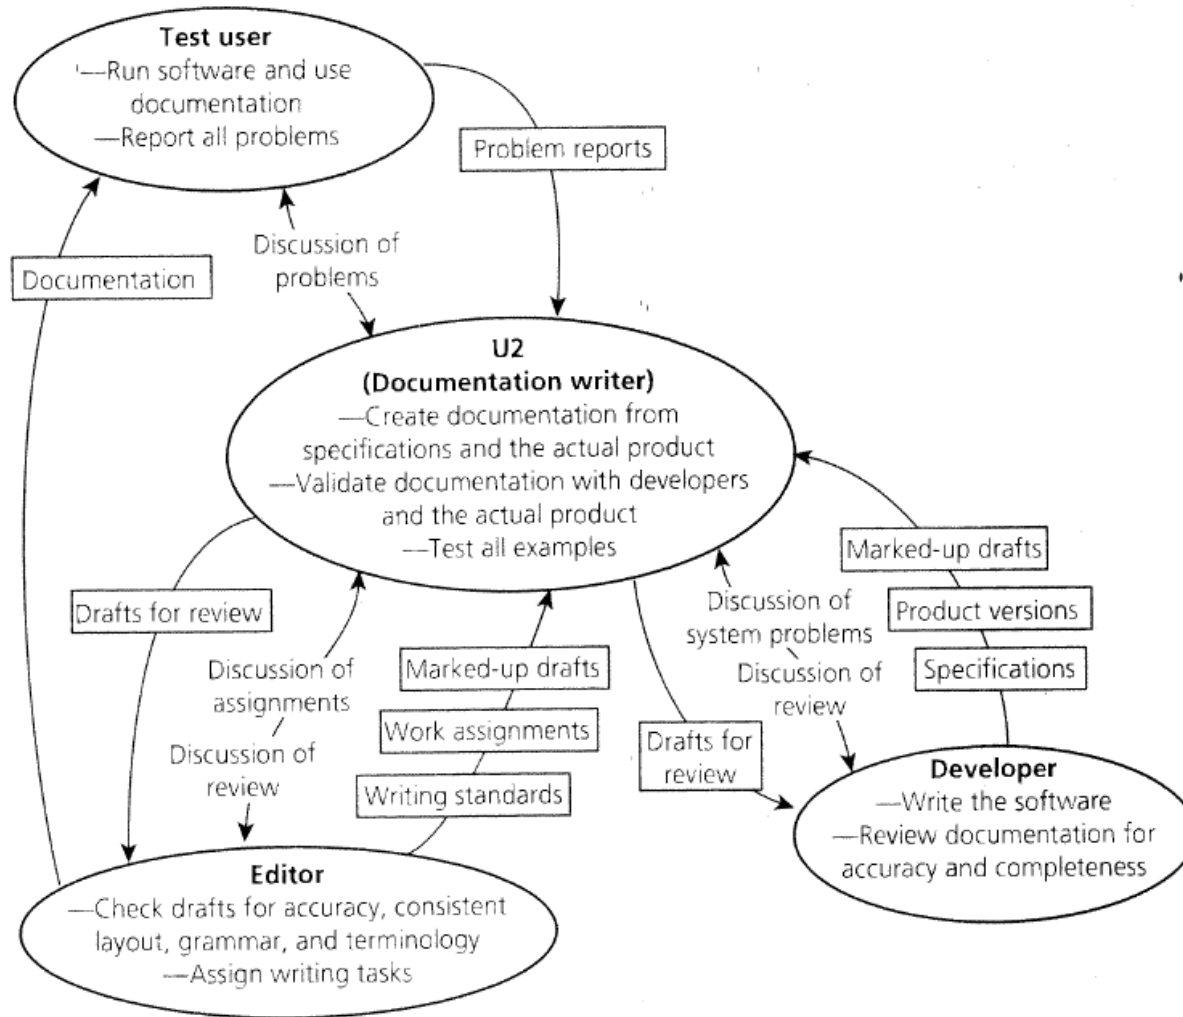 Test user
—Run software and use
documentation
—Report all problems
Problem reports
Discussion of
problems
Documentation
U2
(Documentation writer)
—Create documentation from
specifications and the actual product
—Validate documentation with developers
and the actual product
—Test all examples
Drafts for review
Discussion of
assignments
Discussion of
review
Marked-up drafts
Work assignments
Writing standards
Discussion of
system problems
Discussion of
review
Drafts for
review
Marked-up drafts
Product versions
Specifications
Developer
—Write the software
—Review documentation for
accuracy and completeness
Editor
—Check drafts for accuracy, consistent
layout, grammar, and terminology
—Assign writing tasks